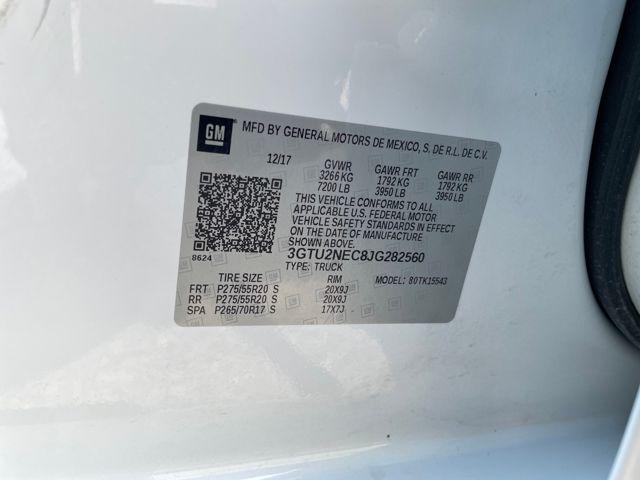 GM
MFD BY GENERAL MOTORS DE MEXICO, S. DE R.L. DE C.V.
12/17 GVWR GAWR FRT GAWR RR
3266 KG 1792 KG 1792 KG
7200 LB 3950 LB 3950 LB
THIS VEHICLE CONFORMS TO ALL
APPLICABLE U.S. FEDERAL MOTOR
VEHICLE SAFETY STANDARDS IN EFFECT
ON THE DATE OF MANUFACTURE
SHOWN ABOVE.
8624 3GTU2NEC8JG282560
TYPE: TRUCK MODEL: 80TK15543
TIRE SIZE RIM
FRT P275/55R20 S 20X9J
RR P275/55R20 S 20X9J
SPA P265/70R17 S 17X7J